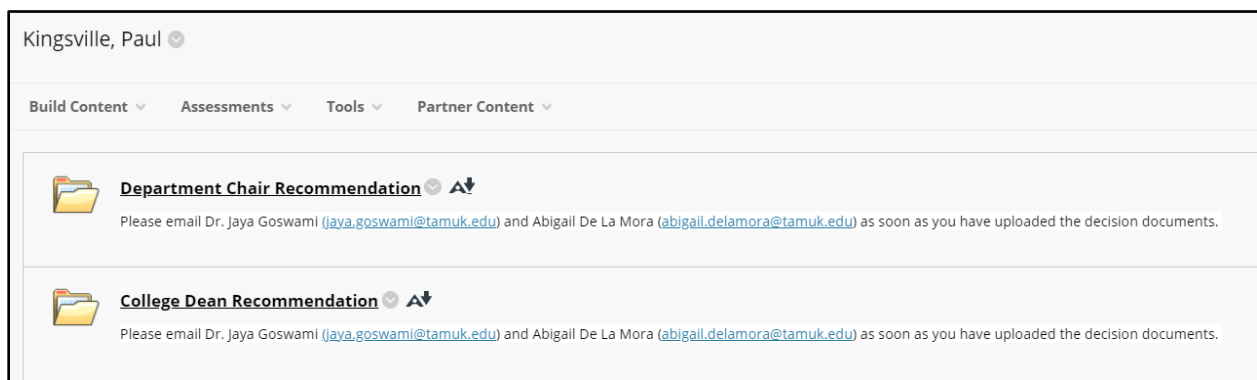 Kingsville, Paul
Build Content Assessments Tools Partner Content
Department Chair Recommendation
Please email Dr. Jaya Goswami (jaya.goswami@tamuk.edu) and Abigail De La Mora (abigail.delamora@tamuk.edu) as soon as you have uploaded the decision documents.
College Dean Recommendation
Please email Dr. Jaya Goswami (jaya.goswami@tamuk.edu) and Abigail De La Mora (abigail.delamora@tamuk.edu) as soon as you have uploaded the decision documents.